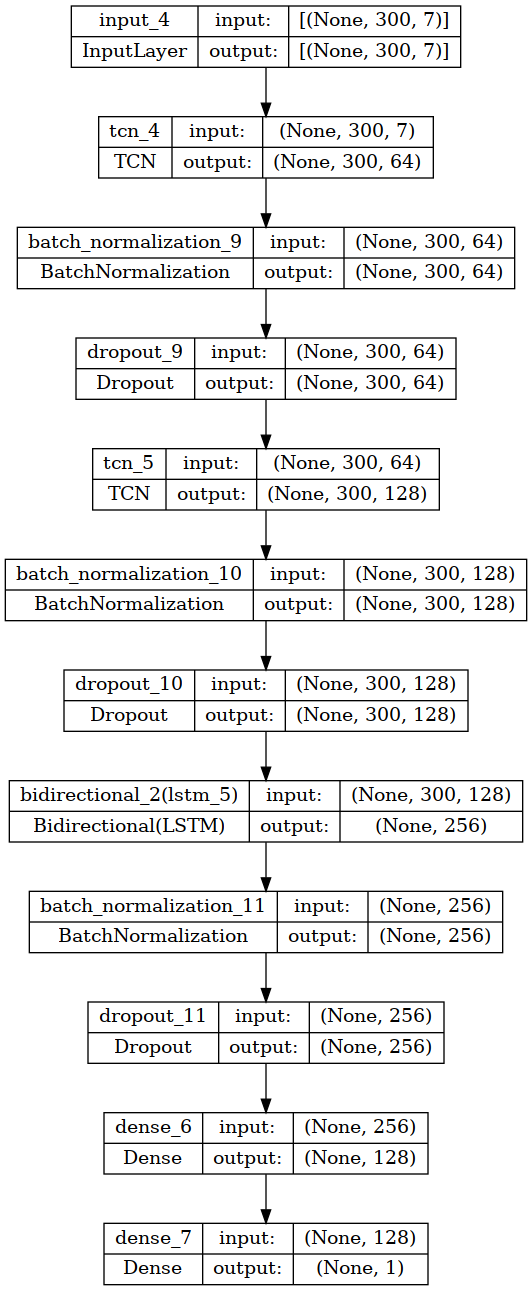 input_4 input: [(None, 300, 7)]
InputLayer output: [(None, 300, 7)]
tcn_4 input: (None, 300, 7)
TCN output: (None, 300, 64)
batch_normalization_9 input: (None, 300, 64)
BatchNormalization output: (None, 300, 64)
dropout_9 input: (None, 300, 64)
Dropout output: (None, 300, 64)
tcn_5 input: (None, 300, 64)
TCN output: (None, 300, 128)
batch_normalization_10 input: (None, 300, 128)
BatchNormalization output: (None, 300, 128)
dropout_10 input: (None, 300, 128)
Dropout output: (None, 300, 128)
bidirectional_2(lstm_5) input: (None, 300, 128)
Bidirectional(LSTM) output: (None, 256)
batch_normalization_11 input: (None, 256)
BatchNormalization output: (None, 256)
dropout_11 input: (None, 256)
Dropout output: (None, 256)
dense_6 input: (None, 256)
Dense output: (None, 128)
dense_7 input: (None, 128)
Dense output: (None, 1)